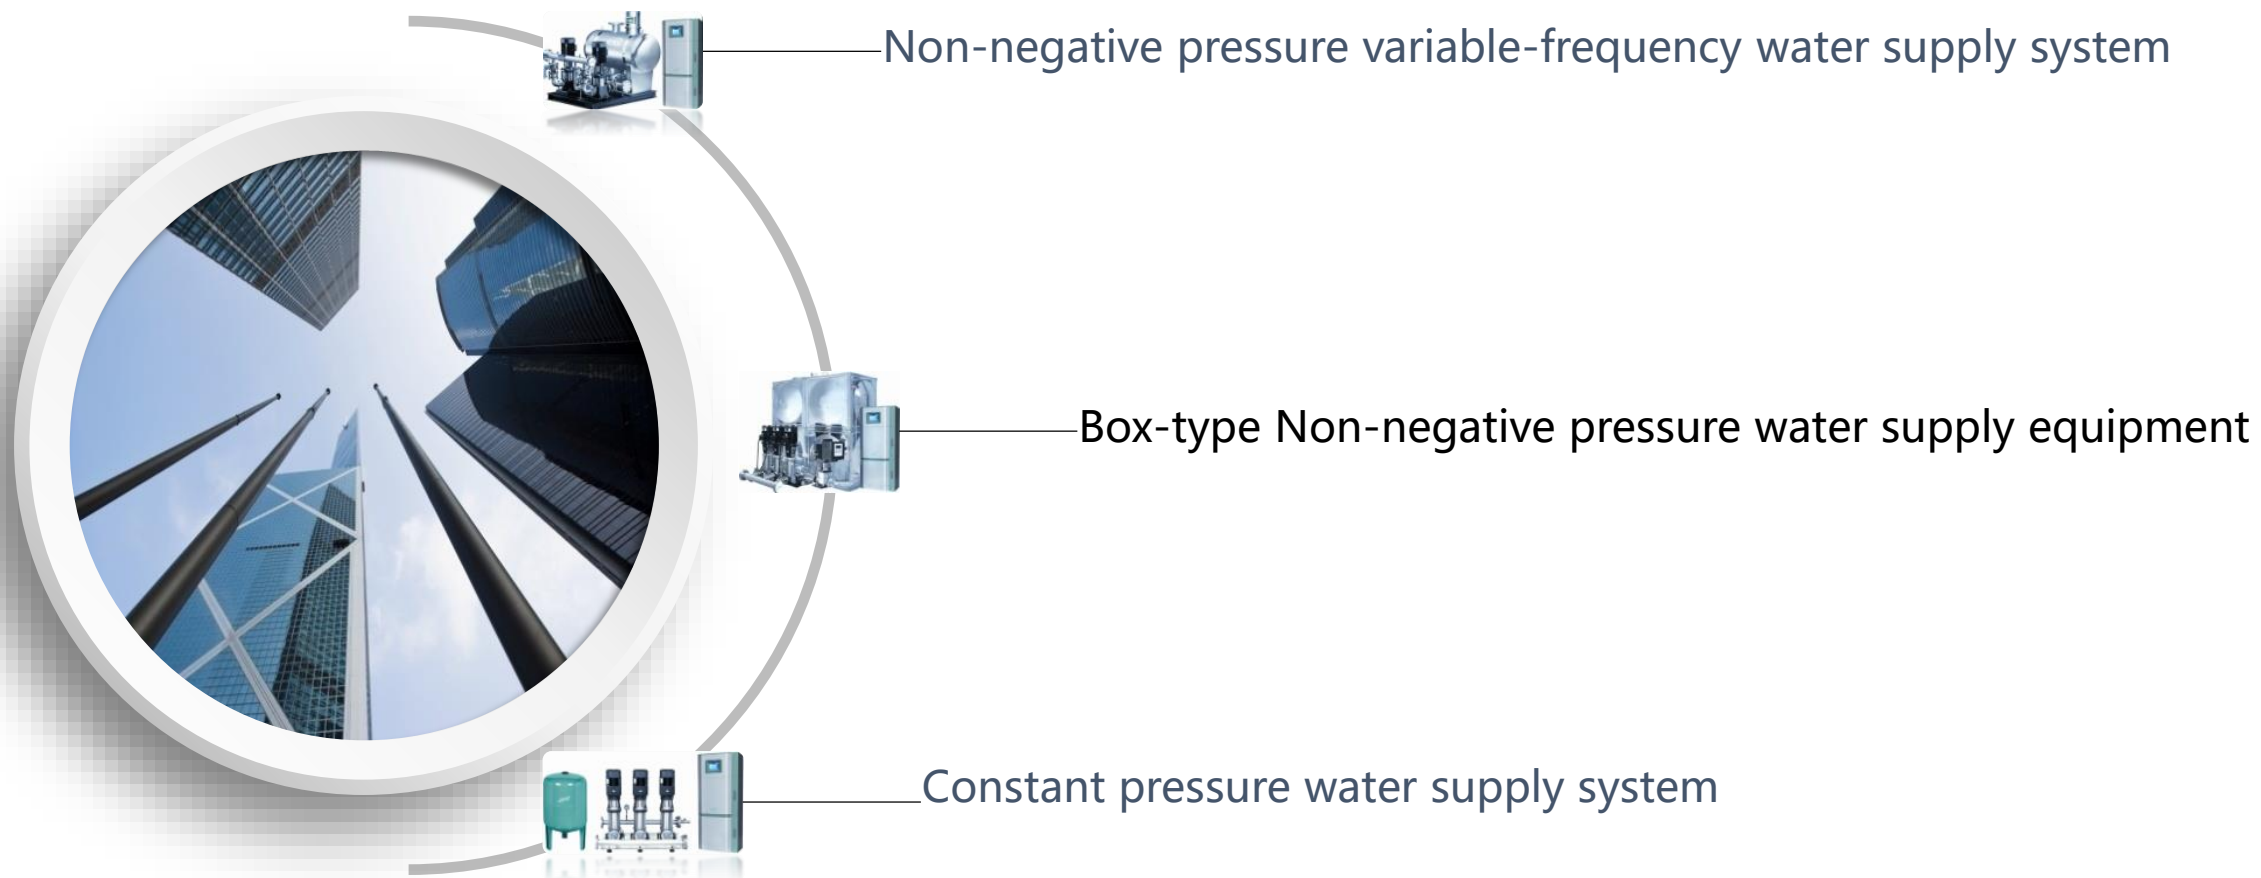 Non-negative pressure variable-frequency water supply system
Box-type Non-negative pressure water supply equipment
Constant pressure water supply system